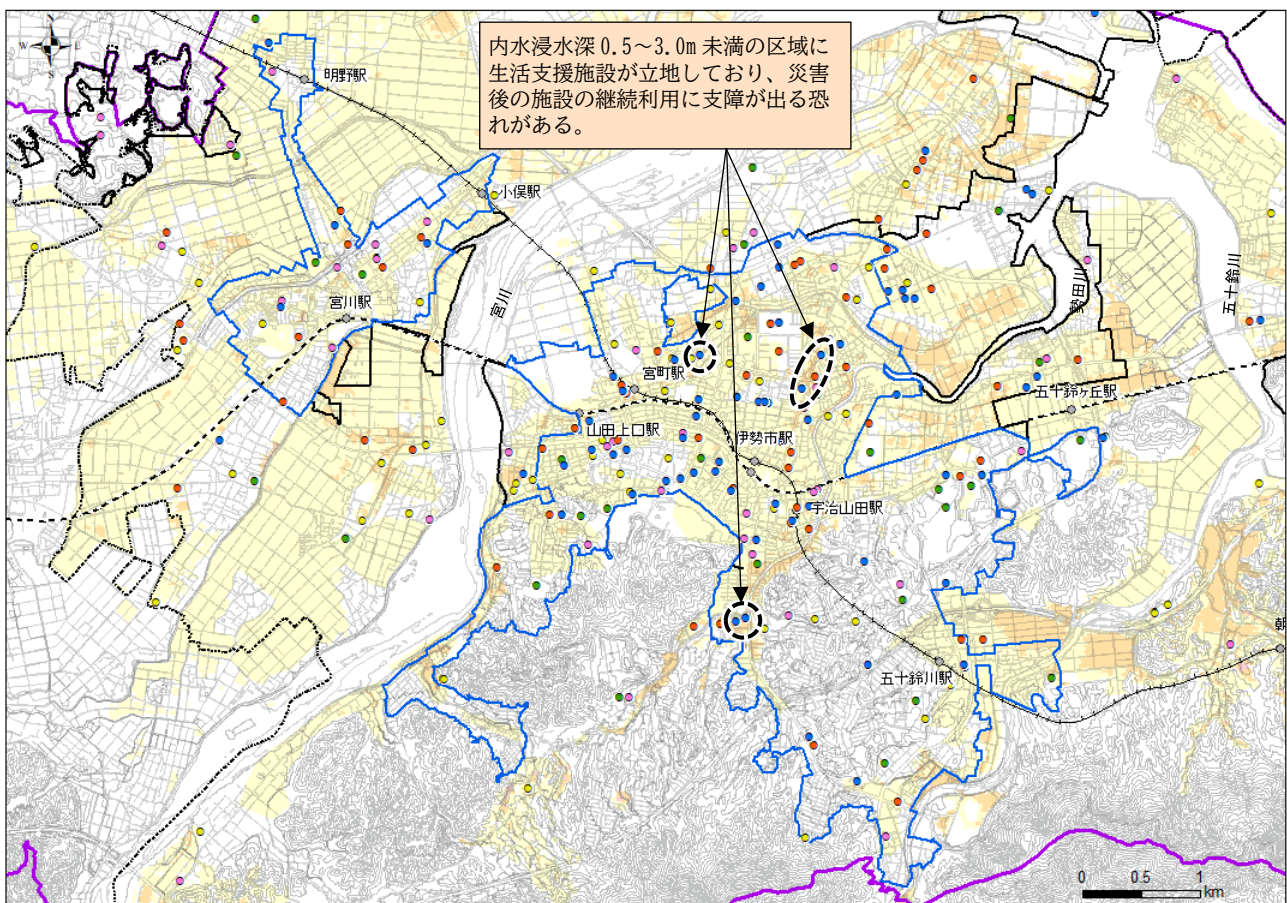 内水浸水深 0.5～3.0m 未満の区域に
生活支援施設が立地しており、災害
後の施設の継続利用に支障が出る恐
れがある。
N
W
E
S
明野駅
小俣駅
宮川駅
宮川
勢田川
五十鈴川
宮町駅
山田上口駅
伊勢市駅
五十鈴ヶ丘駅
宇治山田駅
五十鈴川駅
朝
0 0.5 1
km